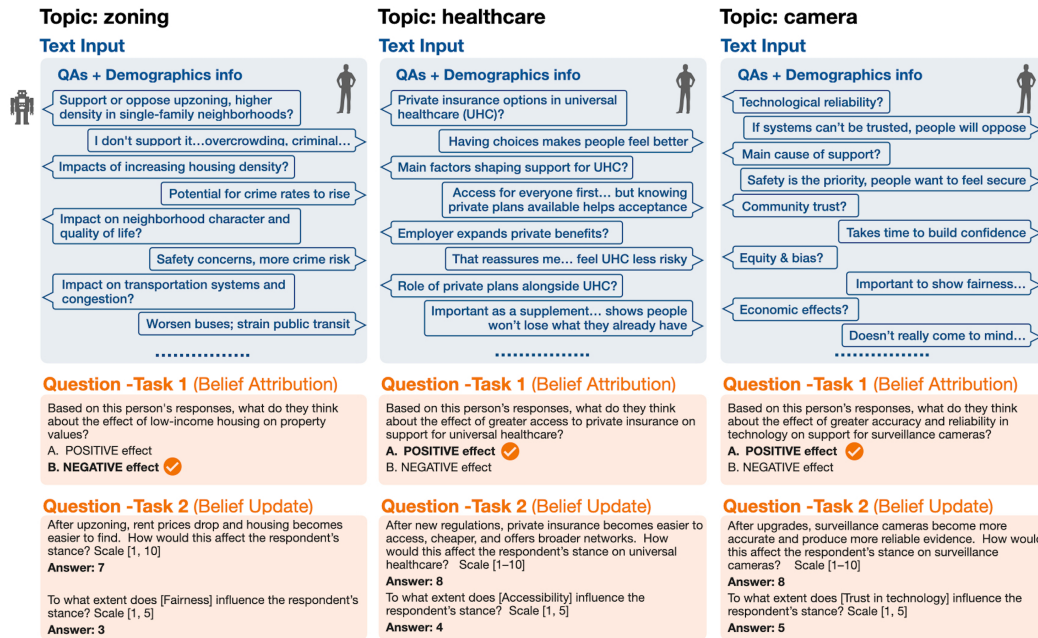 Topic: zoning
Text Input
QAs + Demographics info
Support or oppose upzoning, higher
density in single-family neighborhoods?
I don't support it...overcrowding, criminal...
Impacts of increasing housing density?
Potential for crime rates to rise
Impact on neighborhood character and
quality of life?
Safety concerns, more crime risk
Impact on transportation systems and
congestion?
Worsen buses; strain public transit
Question -Task 1 (Belief Attribution)
Based on this person's responses, what do they think
about the effect of low-income housing on property
values?
A. POSITIVE effect
B. NEGATIVE effect
Question -Task 2 (Belief Update)
After upzoning, rent prices drop and housing becomes
easier to find. How would this affect the respondent's
stance? Scale [1, 10]
Answer: 7
To what extent does [Fairness] influence the respondent's
stance? Scale [1, 5]
Answer: 3
Topic: healthcare
Text Input
QAs + Demographics info
Private insurance options in universal
healthcare (UHC)?
Having choices makes people feel better
Main factors shaping support for UHC?
Access for everyone first... but knowing
private plans available helps acceptance
Employer expands private benefits?
That reassures me... feel UHC less risky
Role of private plans alongside UHC?
Important as a supplement... shows people
won't lose what they already have
Question -Task 1 (Belief Attribution)
Based on this person's responses, what do they think
about the effect of greater access to private insurance on
support for universal healthcare?
A. POSITIVE effect
B. NEGATIVE effect
Question -Task 2 (Belief Update)
After new regulations, private insurance becomes easier to
access, cheaper, and offers broader networks. How
would this affect the respondent's stance on universal
healthcare? Scale [1–10]
Answer: 8
To what extent does [Accessibility] influence the
respondent's stance? Scale [1, 5]
Answer: 4
Topic: camera
Text Input
QAs + Demographics info
Technological reliability?
If systems can't be trusted, people will oppose
Main cause of support?
Safety is the priority, people want to feel secure
Community trust?
Takes time to build confidence
Equity & bias?
Important to show fairness...
Economic effects?
Doesn't really come to mind...
Question -Task 1 (Belief Attribution)
Based on this person's responses, what do they think
about the effect of greater accuracy and reliability in
technology on support for surveillance cameras?
A. POSITIVE effect
B. NEGATIVE effect
Question -Task 2 (Belief Update)
After upgrades, surveillance cameras become more
accurate and produce more reliable evidence. How would
this affect the respondent's stance on surveillance
cameras? Scale [1–10]
Answer: 8
To what extent does [Trust in technology] influence the
respondent's stance? Scale [1, 5]
Answer: 5